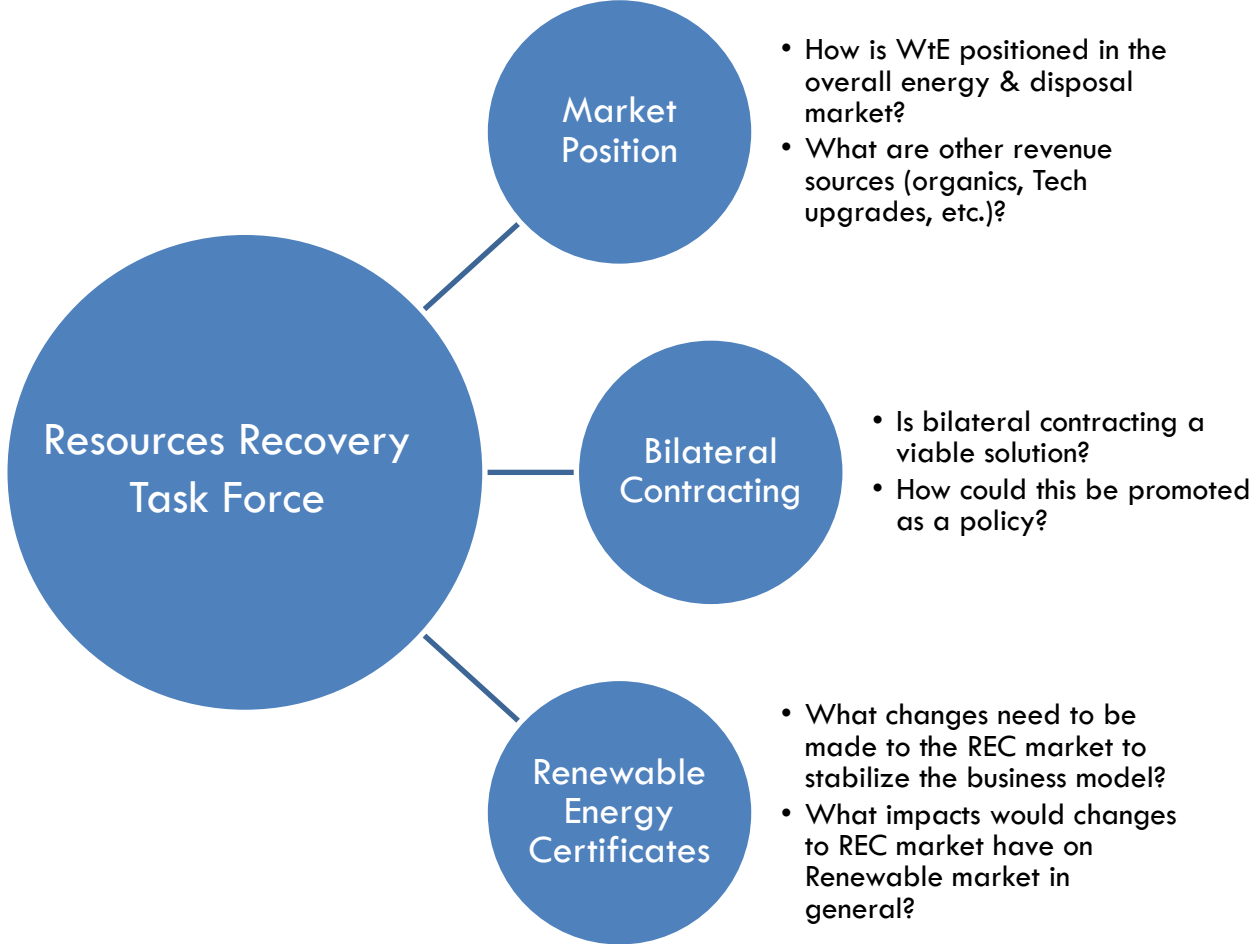 Resources Recovery
Task Force
Market
Position
• How is WtE positioned in the
overall energy & disposal
market?
• What are other revenue
sources (organics, Tech
upgrades, etc.)?
Bilateral
Contracting
• Is bilateral contracting a
viable solution?
• How could this be promoted
as a policy?
Renewable
Energy
Certificates
• What changes need to be
made to the REC market to
stabilize the business model?
• What impacts would changes
to REC market have on
Renewable market in
general?